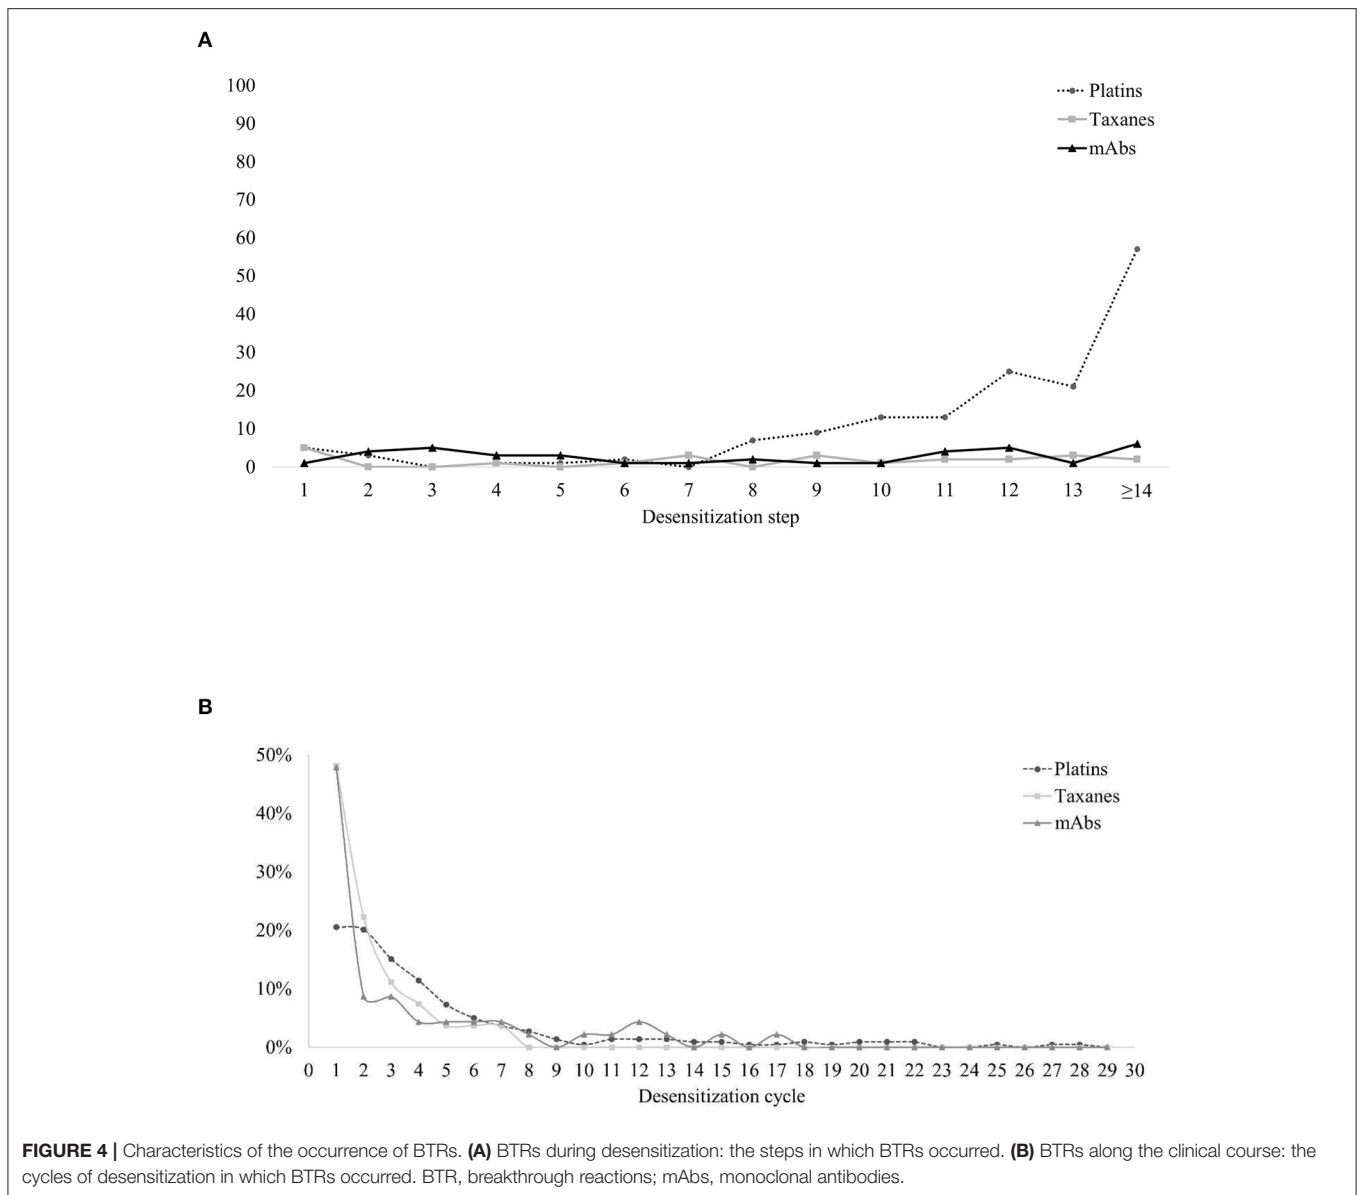 A
100
90
80
70
60
50
40
30
20
10
0
Platins
Taxanes
mAbs
1 2 3 4 5 6 7 8 9 10 11 12 13 ≥14
Desensitization step
B
50%
40%
30%
20%
10%
0%
Platins
Taxanes
mAbs
0 1 2 3 4 5 6 7 8 9 10 11 12 13 14 15 16 17 18 19 20 21 22 23 24 25 26 27 28 29 30
Desensitization cycle
FIGURE 4 | Characteristics of the occurrence of BTRs. (A) BTRs during desensitization: the steps in which BTRs occurred. (B) BTRs along the clinical course: the
cycles of desensitization in which BTRs occurred. BTR, breakthrough reactions; mAbs, monoclonal antibodies.